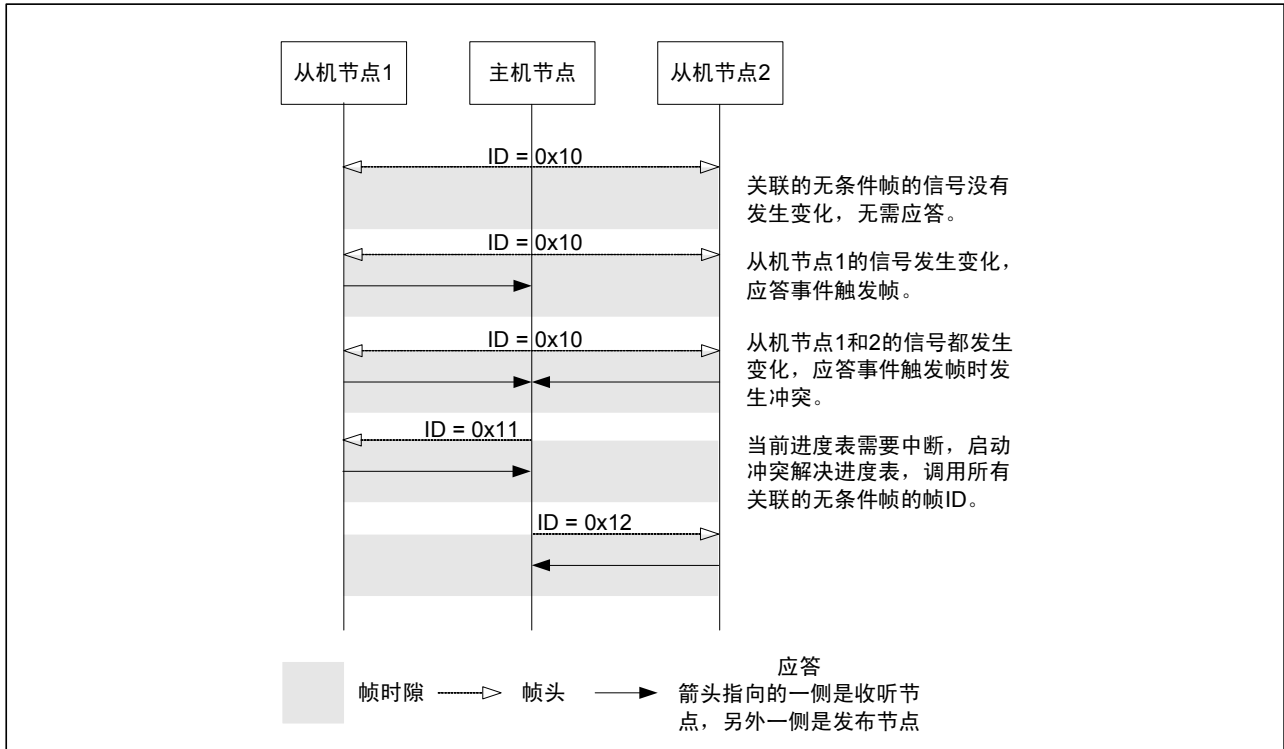 从机节点1
主机节点
从机节点2
ID = 0x10
关联的无条件帧的信号没有
发生变化，无需应答。
ID = 0x10
从机节点1的信号发生变化，
应答事件触发帧。
ID = 0x10
从机节点1和2的信号都发生
变化，应答事件触发帧时发
生冲突。
ID = 0x11
当前进度表需要中断，启动
冲突解决进度表，调用所有
关联的无条件帧的帧ID。
ID = 0x12
帧时隙
帧头
应答
箭头指向的一侧是收听节
点，另外一侧是发布节点